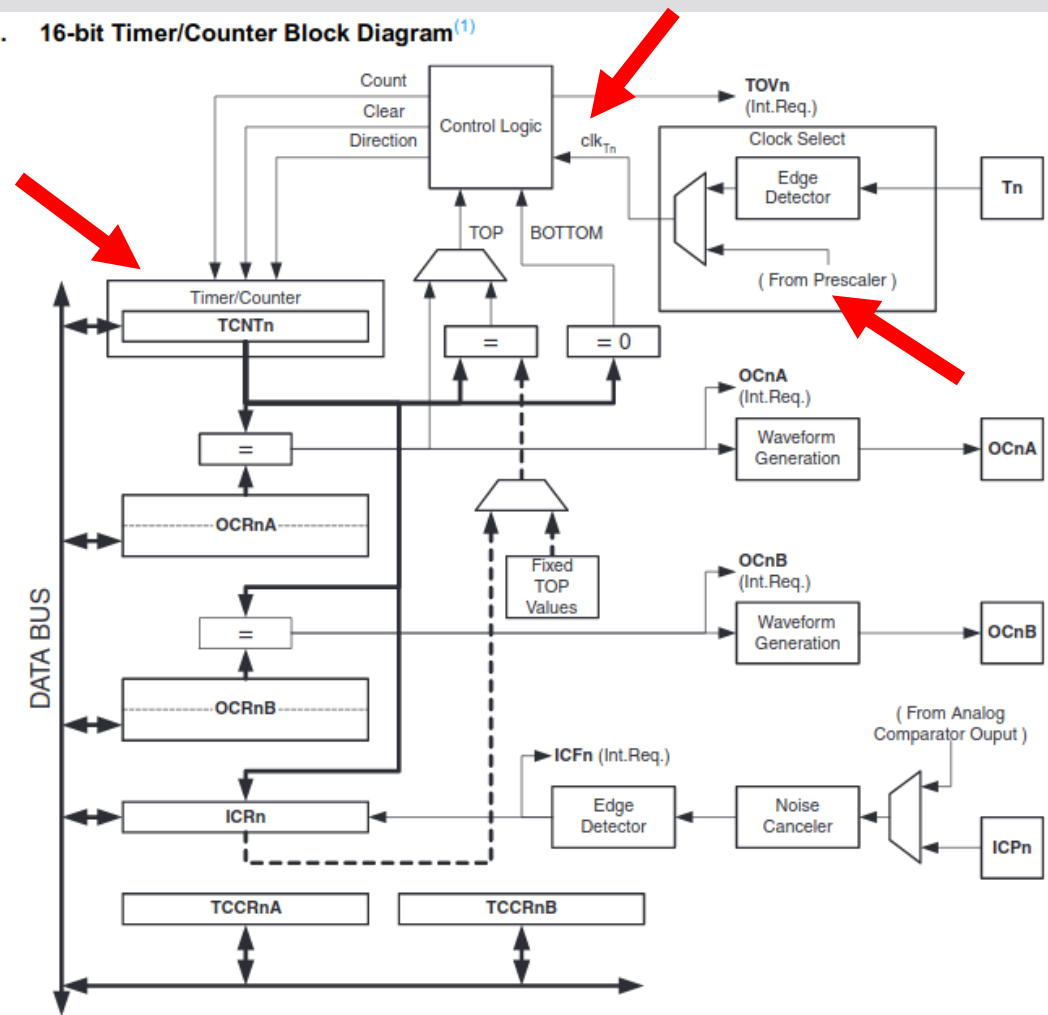 . 16-bit Timer/Counter Block Diagram(1)
Count
Clear
Direction
Control Logic
TOVn
(Int.Req.)
clkTn
Clock Select
Edge
Detector
Tn
( From Prescaler )
TOP
BOTTOM
Timer/Counter
TCNTn
=
= 0
OCnA
(Int.Req.)
=
Waveform
Generation
OCnA
OCRnA
Fixed
TOP
Values
OCnB
(Int.Req.)
=
Waveform
Generation
OCnB
DATA BUS
OCRnB
( From Analog
Comparator Ouput )
ICFn (Int.Req.)
ICRn
Edge
Detector
Noise
Canceler
ICPn
TCCRnA
TCCRnB